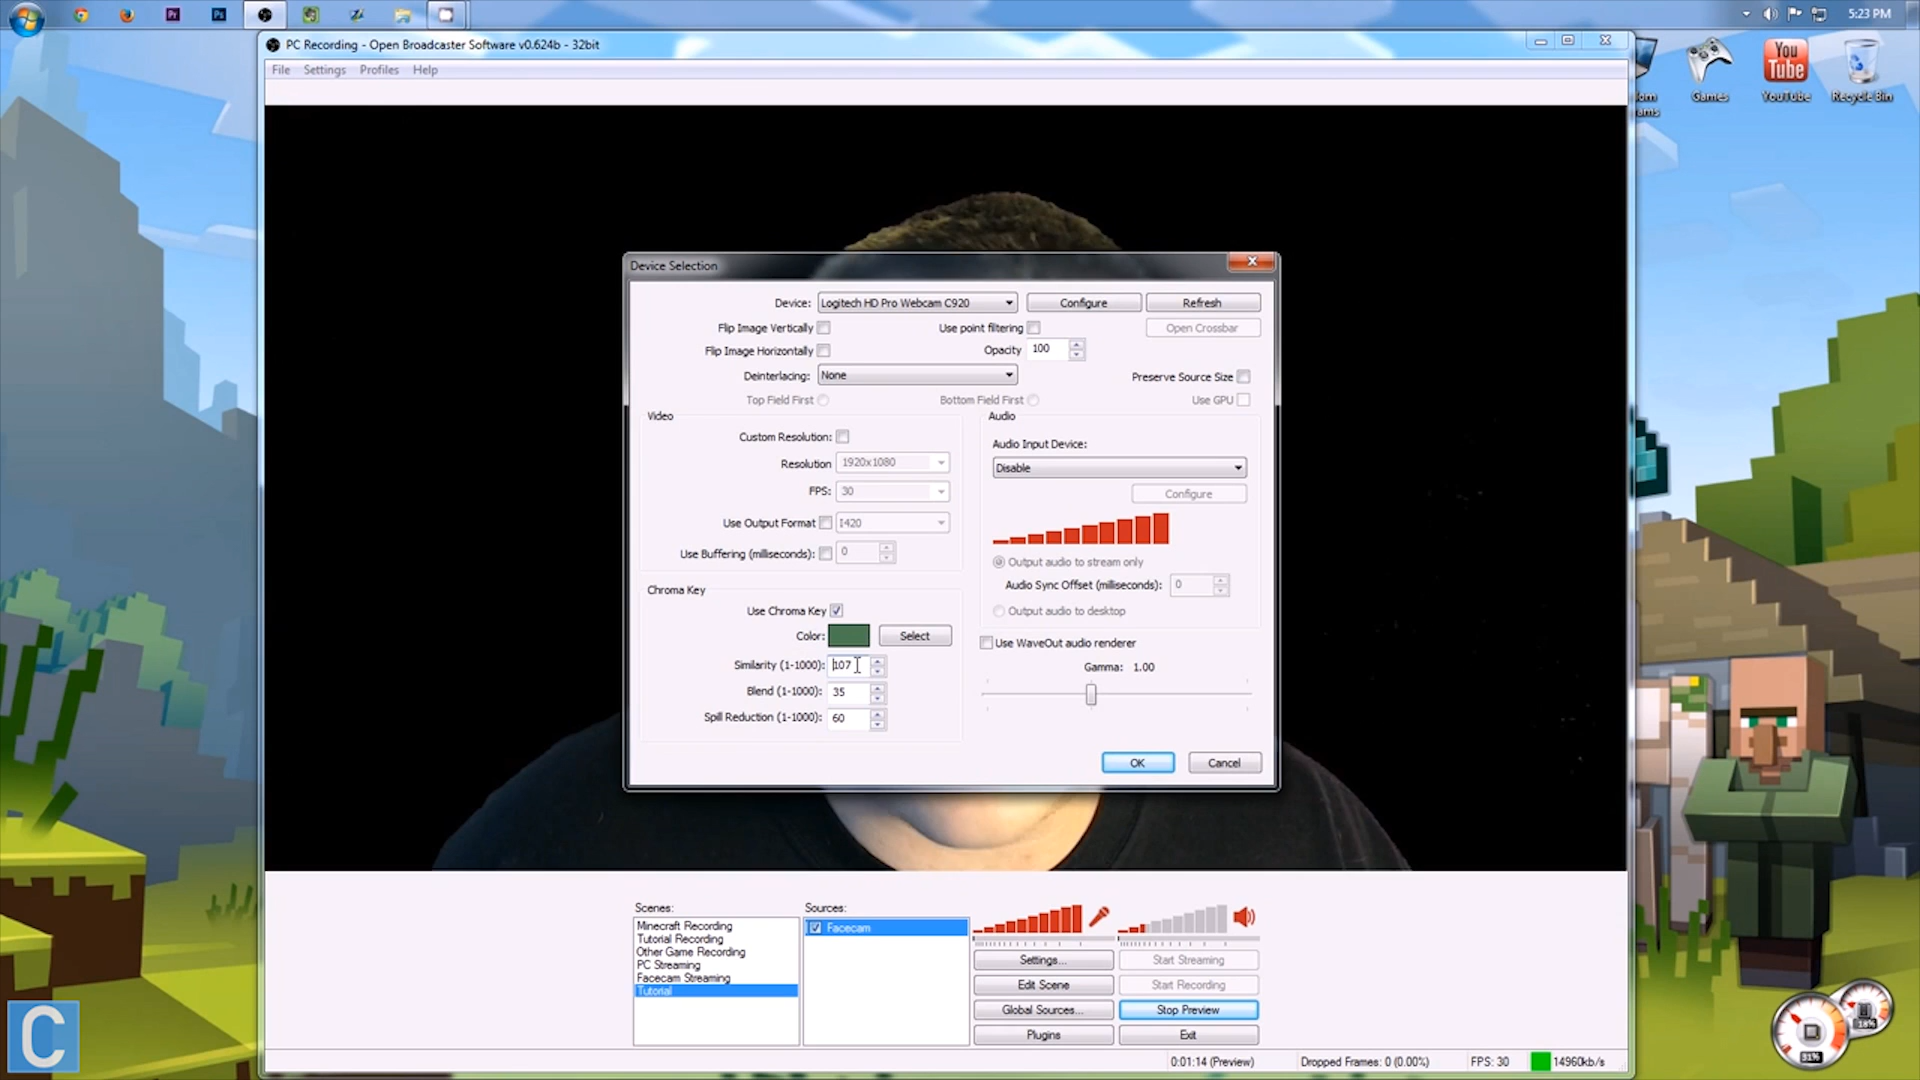 5:23 PM
PC Recording - Open Broadcaster Software v0.624b - 32bit
File Settings Profiles Help
Games
YouTube
Recycle Bin
You
Tube
Device Selection
Device: Logitech HD Pro Webcam C920 Configure Refresh
Flip Image Vertically Use point filtering Open Crossbar
Flip Image Horizontally Opacity 100
Deinterlacing: None Preserve Source Size
Top Field First Bottom Field First Use GPU
Video Audio
Custom Resolution: Audio Input Device:
Resolution 1920x1080 Disable
FPS: 30 Configure
Use Output Format I420
Use Buffering (milliseconds): 0
Output audio to stream only
Audio Sync Offset (milliseconds): 0
Output audio to desktop
Chroma Key
Use Chroma Key
Color: Select
Use WaveOut audio renderer
Similarity (1-1000): 107 Gamma: 1.00
Blend (1-1000): 35
Spill Reduction (1-1000): 60
OK Cancel
Scenes: Sources:
Minecraft Recording
Tutorial Recording
Other Game Recording
PC Streaming
Facecam Streaming
Tutorial
Facecam
Settings... Start Streaming
Edit Scene Start Recording
Global Sources... Stop Preview
Plugins Exit
0:01:14 (Preview) Dropped Frames: 0 (0.00%) FPS: 30 14960kb/s
C
31%
18%
Pr
Ps